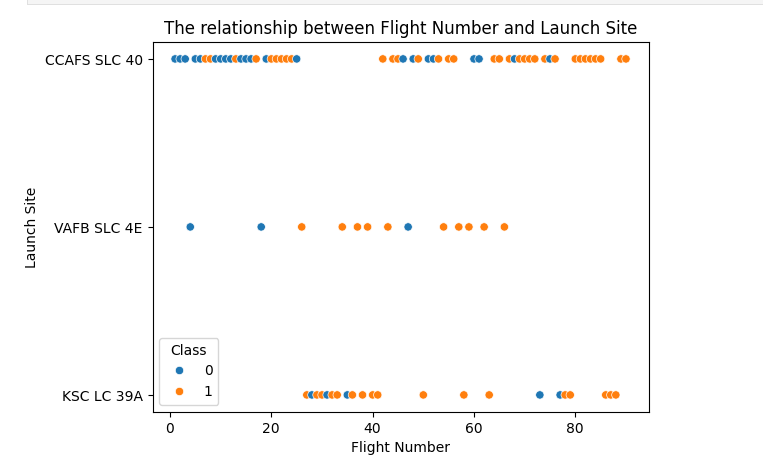 The relationship between Flight Number and Launch Site
CCAFS SLC 40
VAFB SLC 4E
KSC LC 39A
Launch Site
Class
0
1
0 20 40 60 80
Flight Number